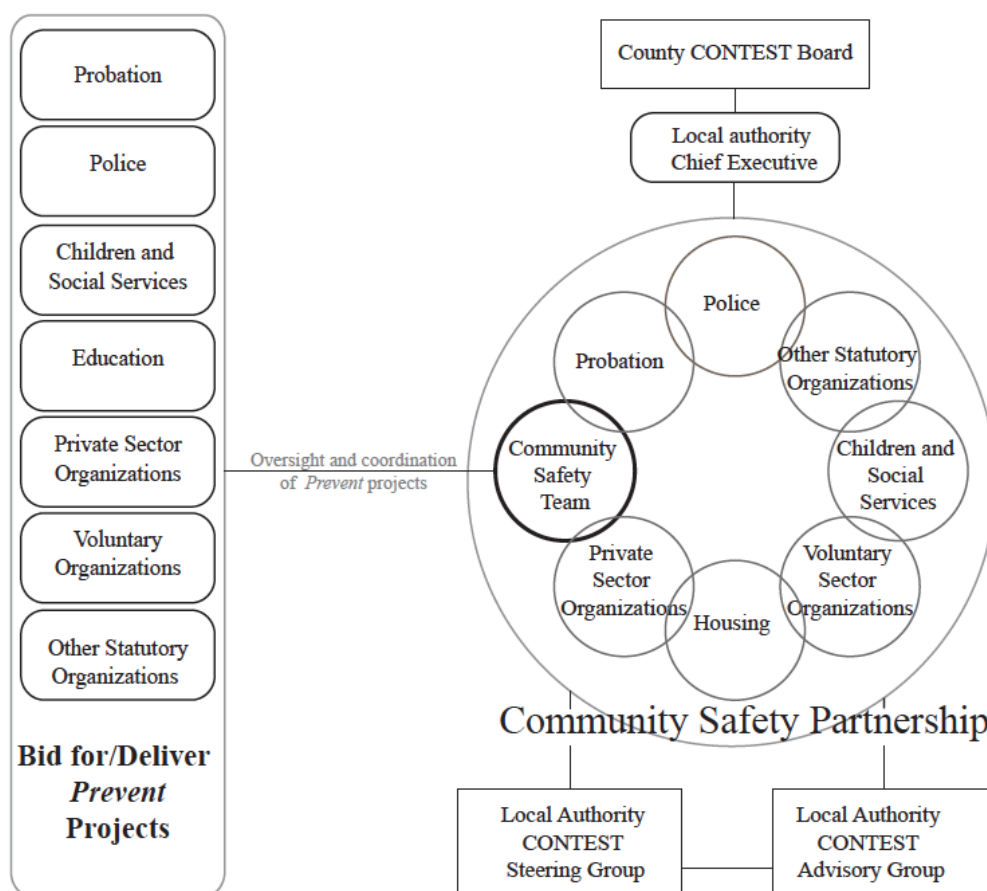 Probation
Police
Children and
Social Services
Education
Private Sector
Organizations
Voluntary
Organizations
Other Statutory
Organizations
Bid for/Deliver
Prevent
Projects
Oversight and coordination
of Prevent projects
County CONTEST Board
Local authority
Chief Executive
Police
Probation
Other Statutory
Organizations
Community
Safety
Team
Children and
Social
Services
Private
Sector
Organizations
Voluntary
Sector
Organizations
Housing
Community Safety Partnership
Local Authority
CONTEST
Steering Group
Local Authority
CONTEST
Advisory Group